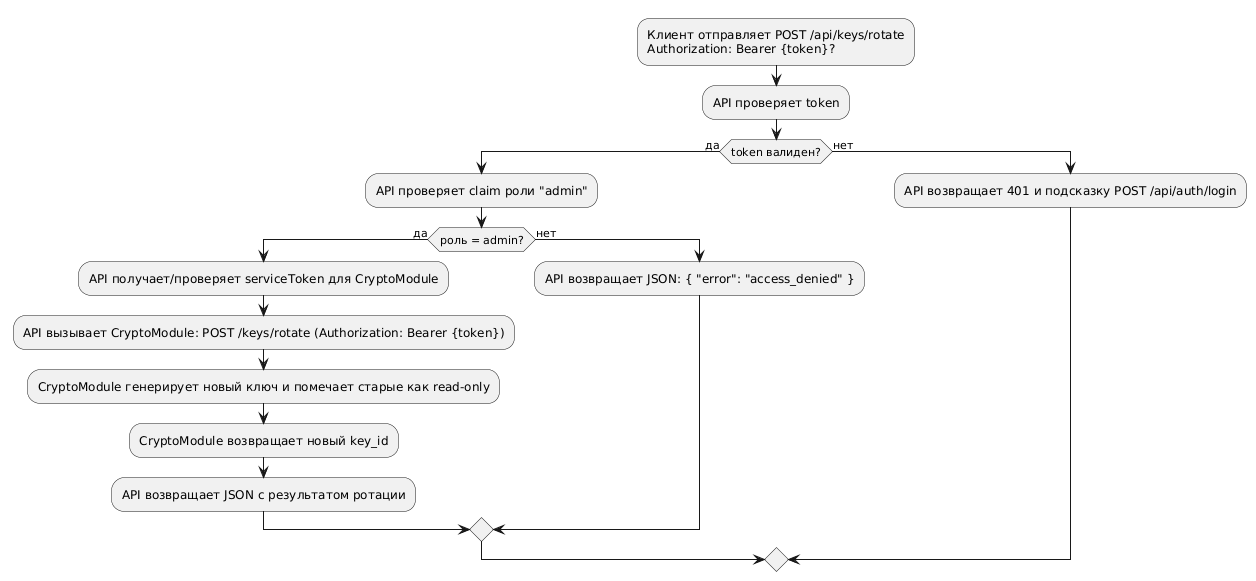 Клиент отправляет POST /api/keys/rotate
Authorization: Bearer {token}?
API проверяет token
да
token валиден?
нет
API проверяет claim роли "admin"
API возвращает 401 и подсказку POST /api/auth/login
да
роль = admin?
нет
API получает/проверяет serviceToken для CryptoModule
API возвращает JSON: { "error": "access_denied" }
API вызывает CryptoModule: POST /keys/rotate (Authorization: Bearer {token})
CryptoModule генерирует новый ключ и помечает старые как read-only
CryptoModule возвращает новый key_id
API возвращает JSON с результатом ротации